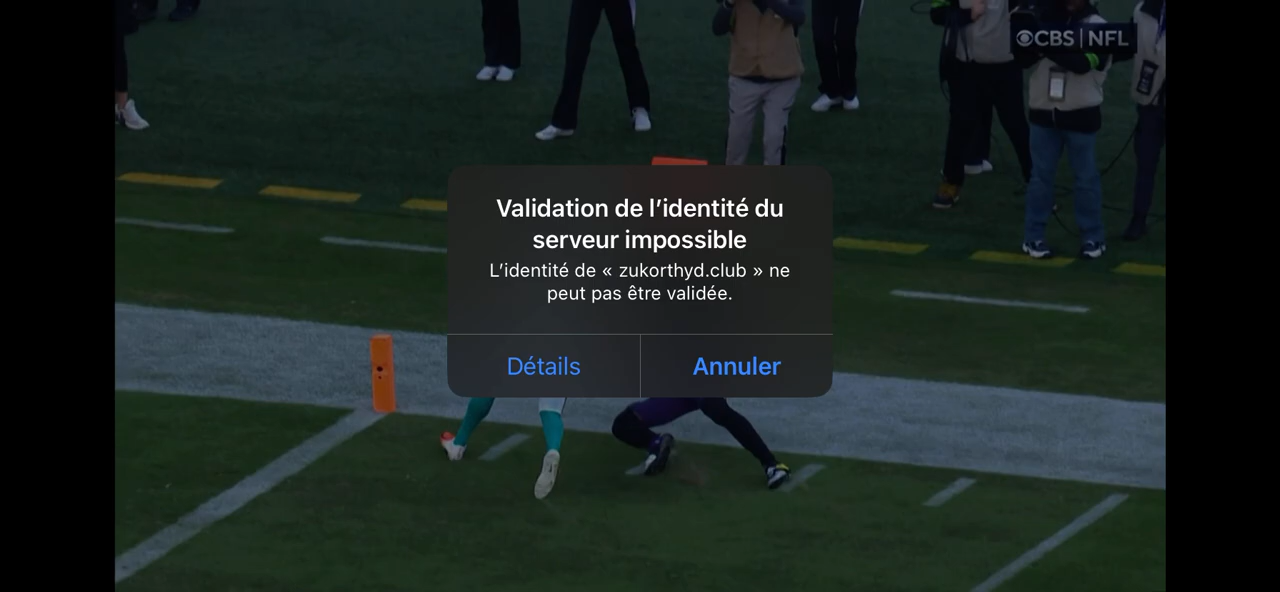 CBS | NFL
Validation de l’identité du
serveur impossible
L’identité de « zukorthyd.club » ne
peut pas être validée.
Détails
Annuler